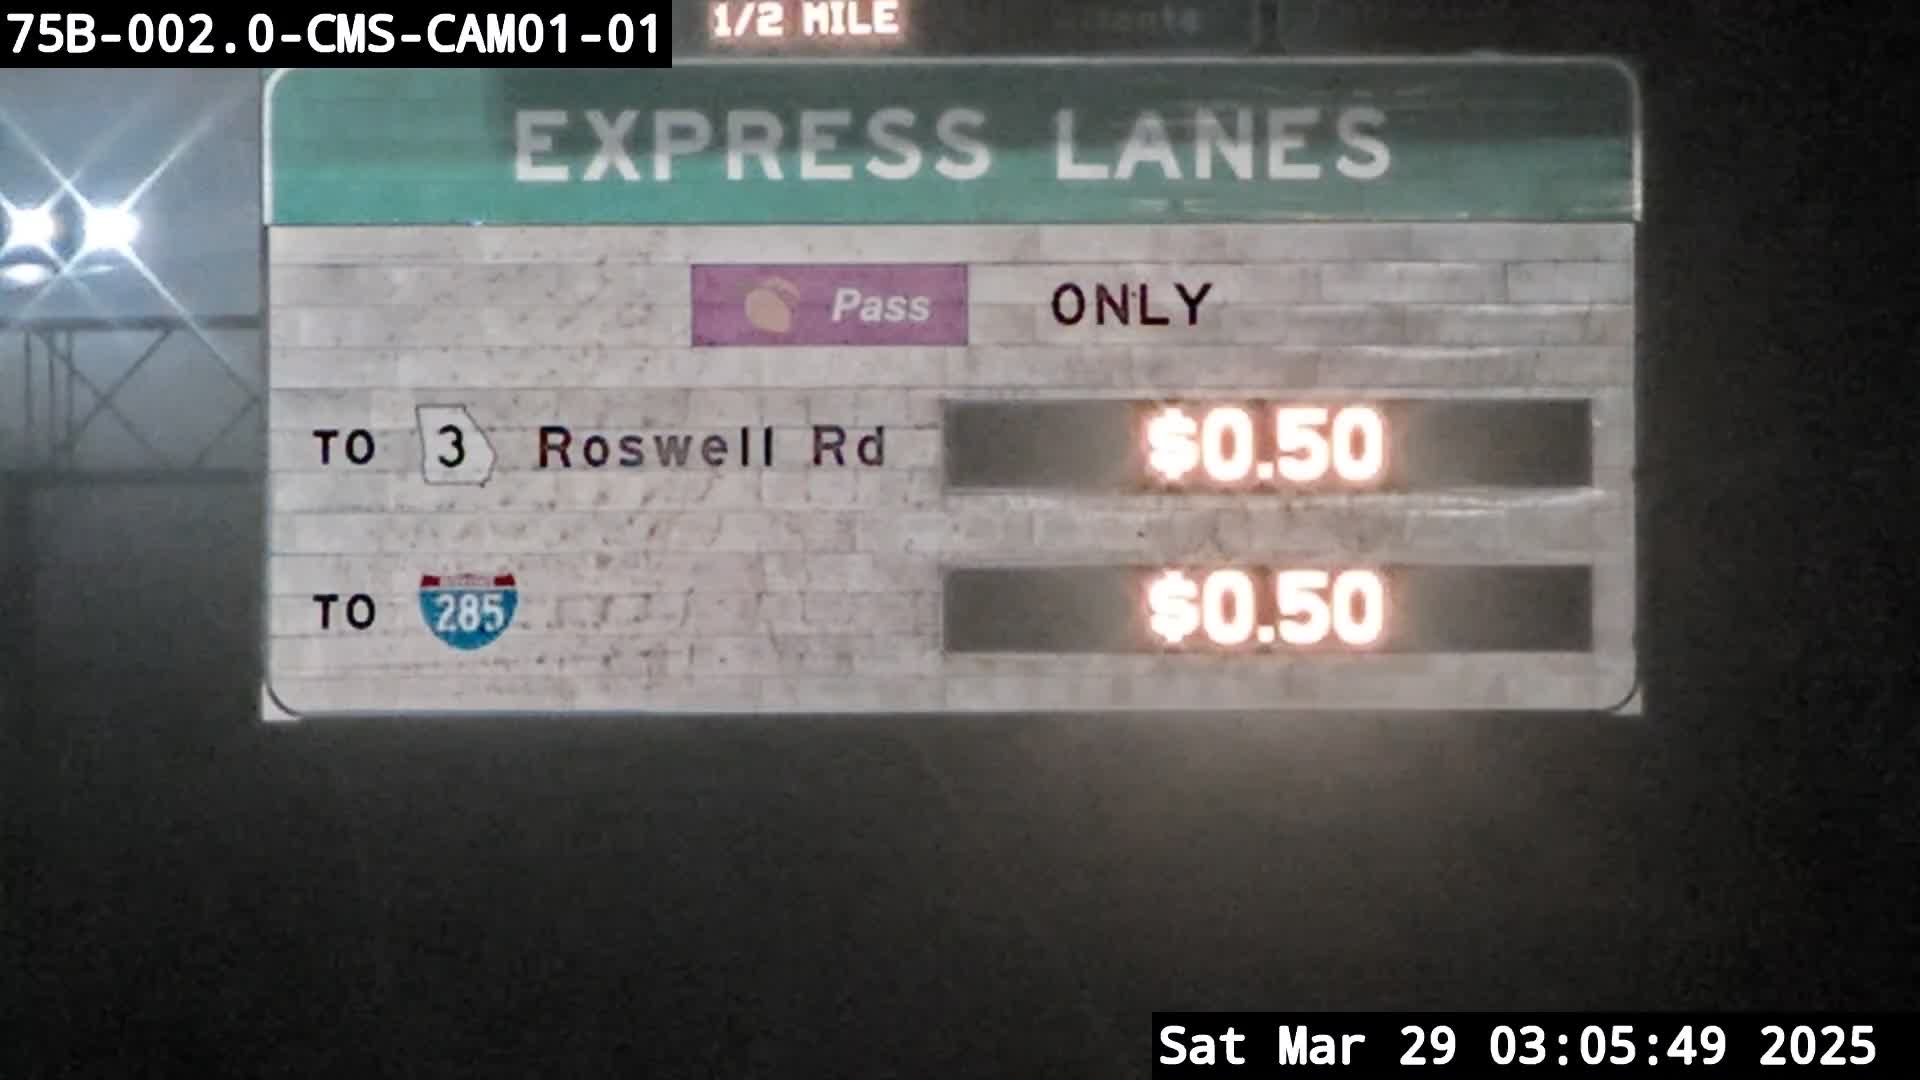 75B-002.0-CMS-CAM01-01
1/2 MILE
EXPRESS LANES
Pass ONLY
TO 3 Roswell Rd $0.50
TO 285 $0.50
Sat Mar 29 03:05:49 2025